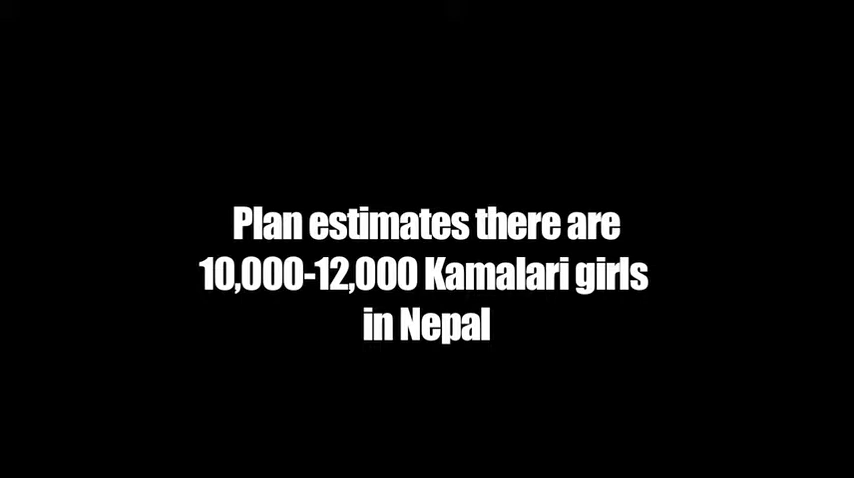 Plan estimates there are
10,000-12,000 Kamalari girls
in Nepal